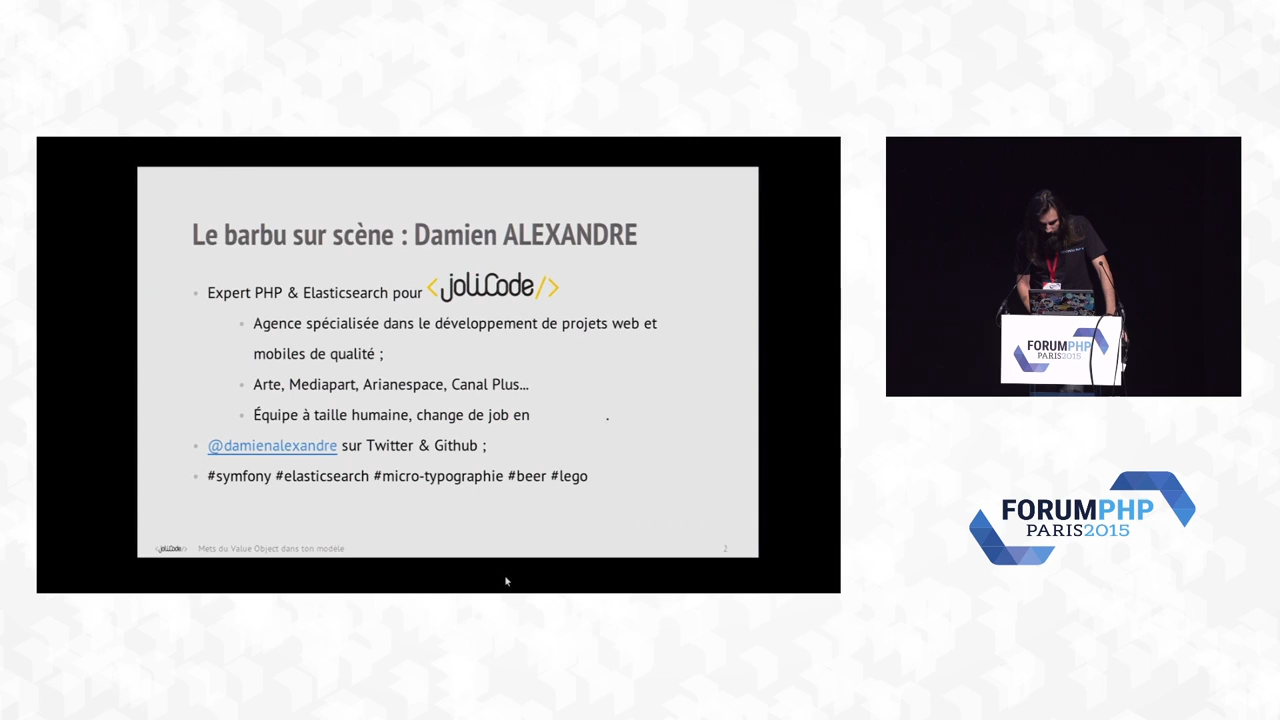 Le barbu sur scène : Damien ALEXANDRE
Expert PHP & Elasticsearch pour <joliCode/>
Agence spécialisée dans le développement de projets web et
mobiles de qualité ;
Arte, Mediapart, Arianespace, Canal Plus...
Équipe à taille humaine, change de job en .
@damienalexandre sur Twitter & Github ;
#symfony #elasticsearch #micro-typographie #beer #lego
<joliCode/> Mets du Value Object dans ton modèle 2
FORUMPHP
PARIS2015
FORUMPHP
PARIS2015